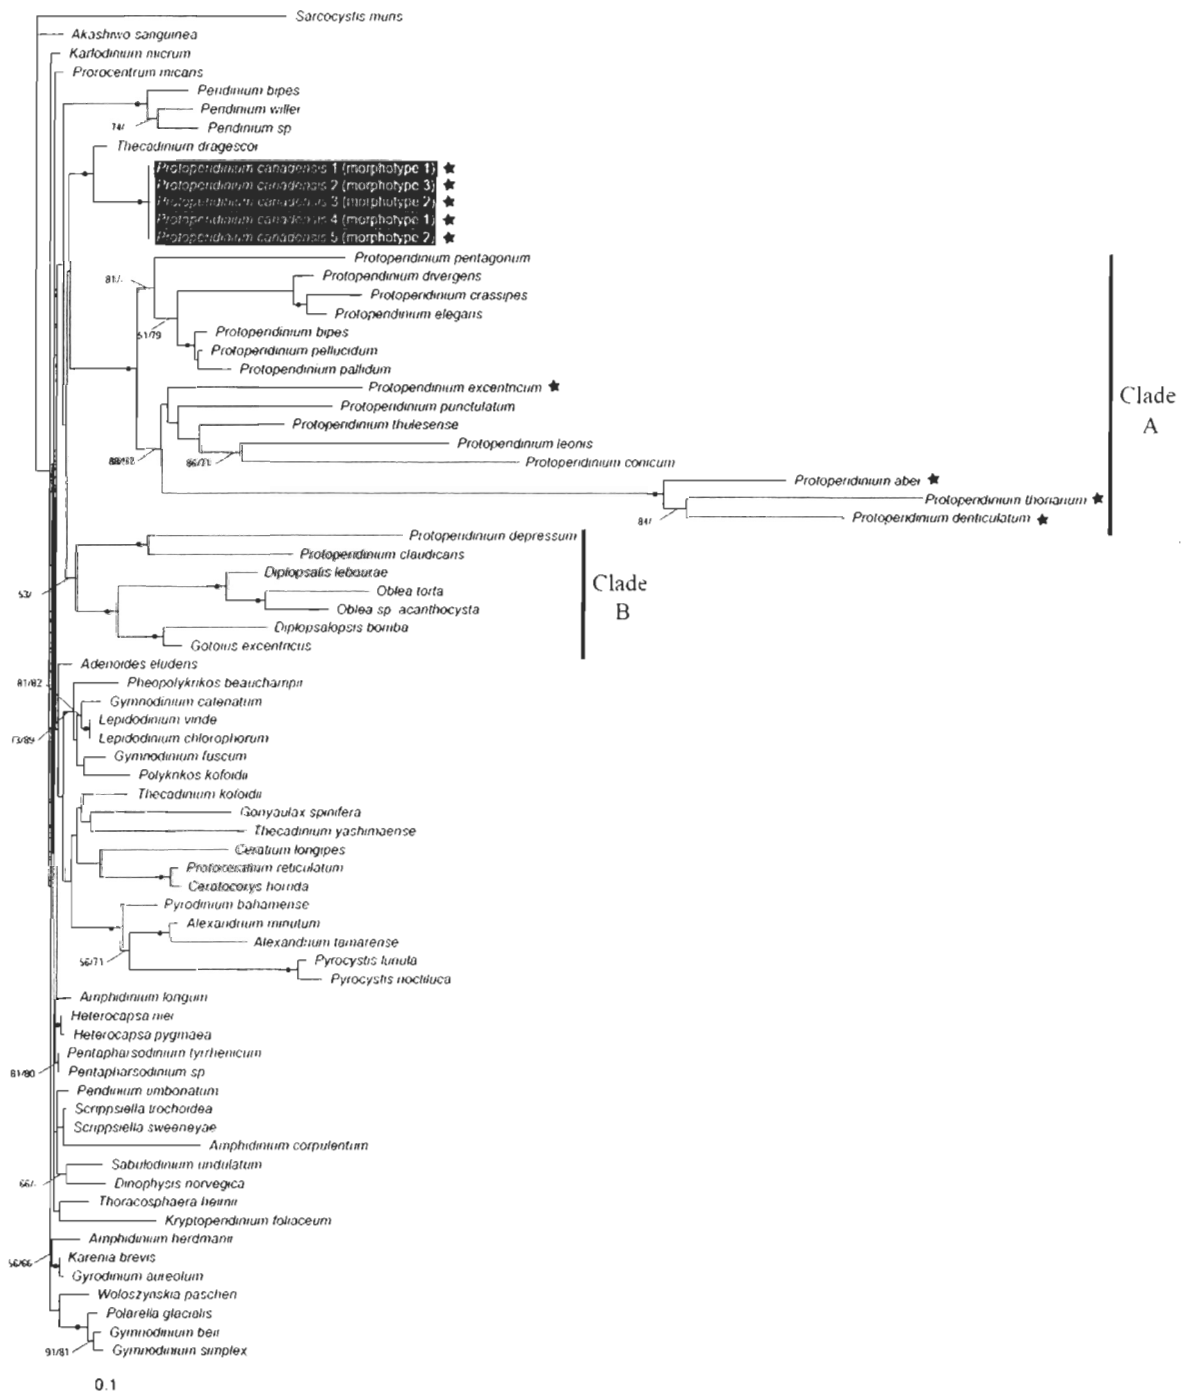 Sarcocystis muris
Akashiwo sanguinea
Karlodinium micrum
Prorocentrum micans
Peridinium bipes
Peridinium willei
74/
Peridinium sp
Thecadinium dragescoi
Protoperidinium canadensis 1 (morphotype 1) ★
Protoperidinium canadensis 2 (morphotype 3) ★
Protoperidinium canadensis 3 (morphotype 2) ★
Protoperidinium canadensis 4 (morphotype 1) ★
Protoperidinium canadensis 5 (morphotype 2) ★
Protoperidinium pentagonum
81/-
Protoperidinium divergens
Protoperidinium crassipes
Protoperidinium elegans
51/79
Protoperidinium bipes
Protoperidinium pellucidum
Protoperidinium pallidum
Protoperidinium excentricum ★
Clade
A
Protoperidinium punctulatum
Protoperidinium thulesense
Protoperidinium leonis
Protoperidinium conicum
Protoperidinium abei ★
Protoperidinium thorianum ★
84/
Protoperidinium denticulatum ★
Protoperidinium depressum
Protoperidinium claudicans
Diplopsalis lebourae
Clade
B
53/
Oblea torta
Oblea sp acanthocysta
Diplopsalopsis bomba
Gotoius excentricus
Adenoides eludens
81/82
Pheopolykrikos beauchampii
Gymnodinium catenatum
Lepidodinium viride
73/89
Lepidodinium chlorophorum
Gymnodinium fuscum
Polykrikos kofoidii
Thecadinium kofoidii
Gonyaulax spinifera
Thecadinium yashimaense
Ceratium longipes
Protoceratium reticulatum
Ceratocorys horrida
Pyrodinium bahamense
Alexandrium minutum
Alexandrium tamarense
56/71
Pyrocystis lunula
Pyrocystis noctiluca
Amphidinium longum
Heterocapsa niei
Heterocapsa pygmaea
Pentapharsodinium tyrrhenicum
81/80
Pentapharsodinium sp
Peridinium umbonatum
Scrippsiella trochoidea
Scrippsiella sweeneyae
Amphidinium corpulentum
Sabulodinium undulatum
66/-
Dinophysis norvegica
Thoracosphaera heimii
Kryptoperidinium foliaceum
Amphidinium herdmanii
56/66
Karenia brevis
Gyrodinium aureolum
Woloszynskia pascheri
Polarella glacialis
Gymnodinium beii
91/81
Gymnodinium simplex
0.1